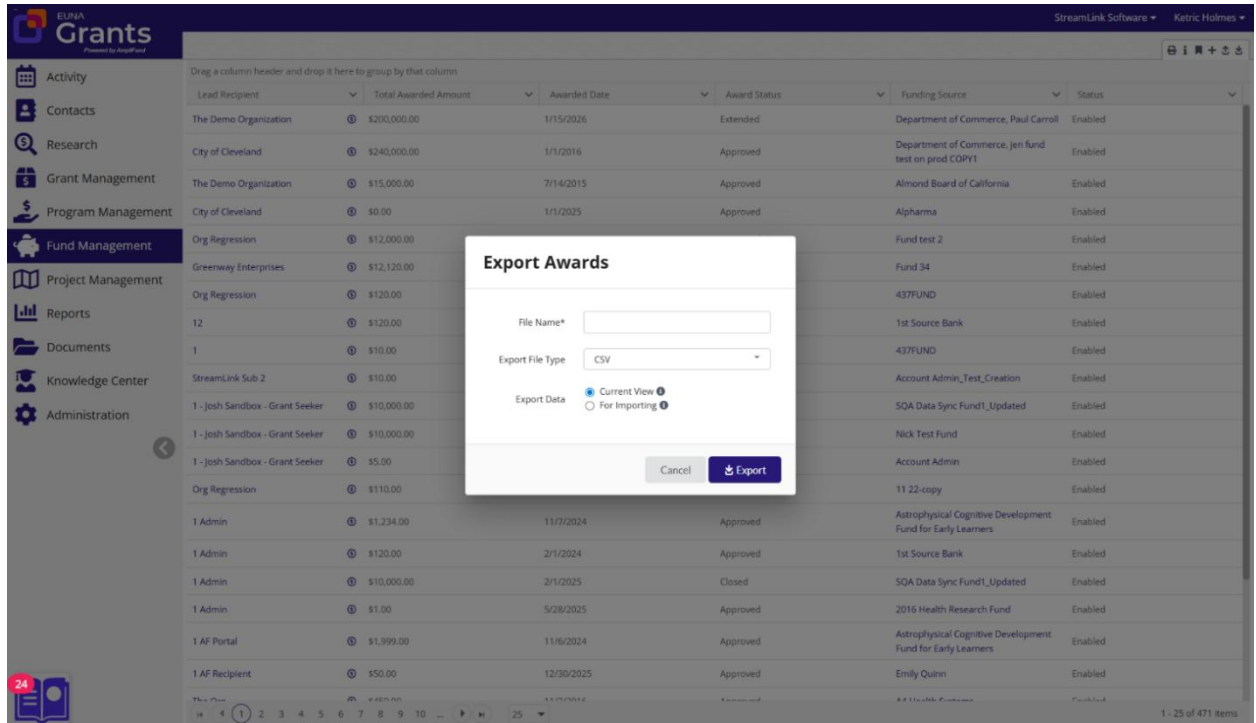 EUNA
Grants
Powered by AmpliFund
StreamLink Software
Ketric Holmes
Activity
Contacts
Research
Grant Management
Program Management
Fund Management
Project Management
Reports
Documents
Knowledge Center
Administration
24
Drag a column header and drop it here to group by that column
Lead Recipient Total Awarded Amount Awarded Date Award Status Funding Source Status
The Demo Organization $200,000.00 1/15/2026 Extended Department of Commerce, Paul Carroll Enabled
City of Cleveland $240,000.00 1/1/2016 Approved Department of Commerce, jen fund Enabled
test on prod COPY1
The Demo Organization $15,000.00 7/14/2015 Approved Almond Board of California Enabled
City of Cleveland $0.00 1/1/2025 Approved Alpharma Enabled
Org Regression $12,000.00 Fund test 2 Enabled
Greenway Enterprises $12,120.00 Fund 34 Enabled
Org Regression $120.00 437FUND Enabled
12 $120.00 1st Source Bank Enabled
1 $10.00 437FUND Enabled
StreamLink Sub 2 $10.00 Account Admin_Test_Creation Enabled
1 - Josh Sandbox - Grant Seeker $10,000.00 SQA Data Sync Fund1_Updated Enabled
1 - Josh Sandbox - Grant Seeker $10,000.00 Nick Test Fund Enabled
1 - Josh Sandbox - Grant Seeker $5.00 Account Admin Enabled
Org Regression $110.00 11 22-copy Enabled
1 Admin $1,234.00 11/7/2024 Approved Astrophysical Cognitive Development Enabled
Fund for Early Learners
1 Admin $120.00 2/1/2024 Approved 1st Source Bank Enabled
1 Admin $10,000.00 2/1/2025 Closed SQA Data Sync Fund1_Updated Enabled
1 Admin $1.00 5/28/2025 Approved 2016 Health Research Fund Enabled
1 AF Portal $1,999.00 11/6/2024 Approved Astrophysical Cognitive Development Enabled
Fund for Early Learners
1 AF Recipient $50.00 12/30/2025 Approved Emily Quinn Enabled
1 2 3 4 5 6 7 8 9 10 ... 25 1 - 25 of 471 items
Export Awards
File Name*
Export File Type CSV
Export Data Current View
For Importing
Cancel Export